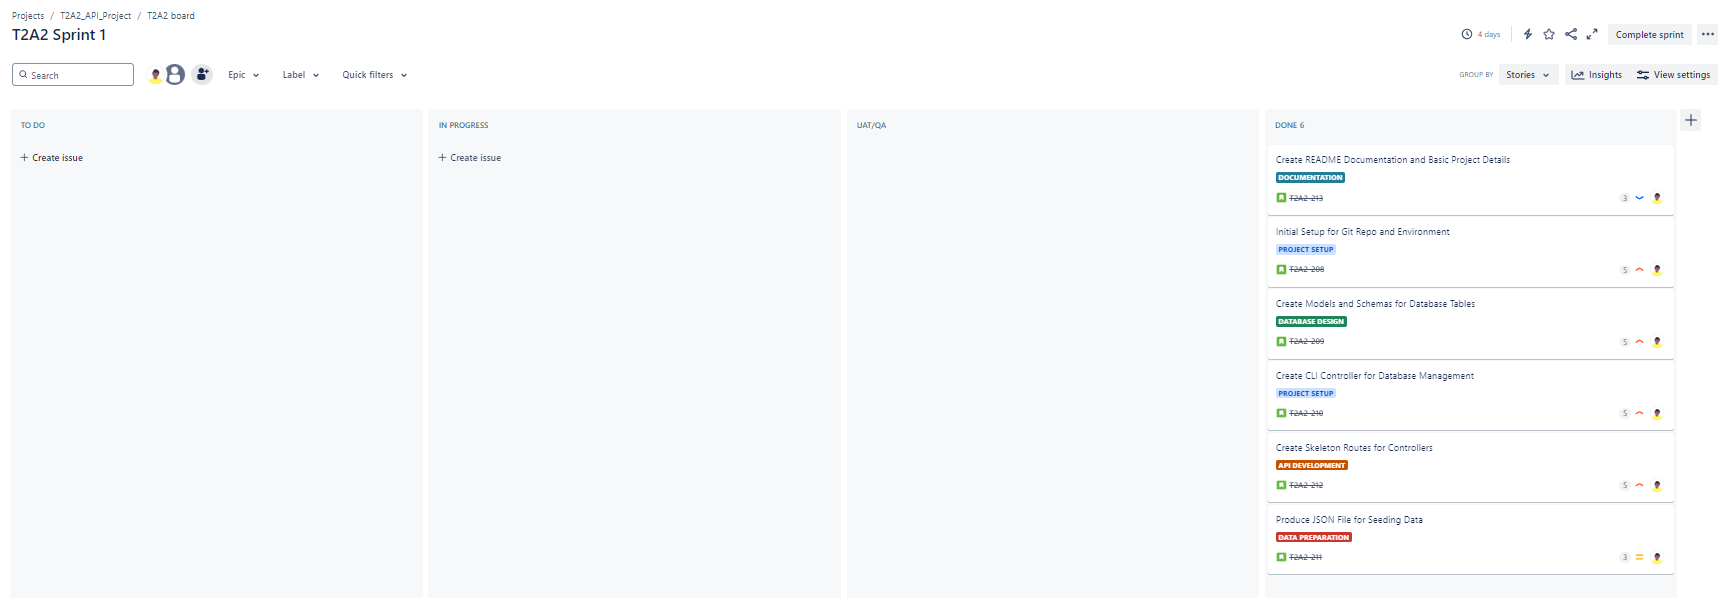 Projects / T2A2_API_Project / T2A2 board
T2A2 Sprint 1
4 days
Complete sprint
Search
Epic
Label
Quick filters
GROUP BY
Stories
Insights
View settings
TO DO
+ Create issue
IN PROGRESS
+ Create issue
UAT/QA
DONE 6
Create README Documentation and Basic Project Details
DOCUMENTATION
T2A2-213
3
Initial Setup for Git Repo and Environment
PROJECT SETUP
T2A2-208
5
Create Models and Schemas for Database Tables
DATABASE DESIGN
T2A2-209
5
Create CLI Controller for Database Management
PROJECT SETUP
T2A2-210
5
Create Skeleton Routes for Controllers
API DEVELOPMENT
T2A2-212
5
Produce JSON File for Seeding Data
DATA PREPARATION
T2A2-211
3